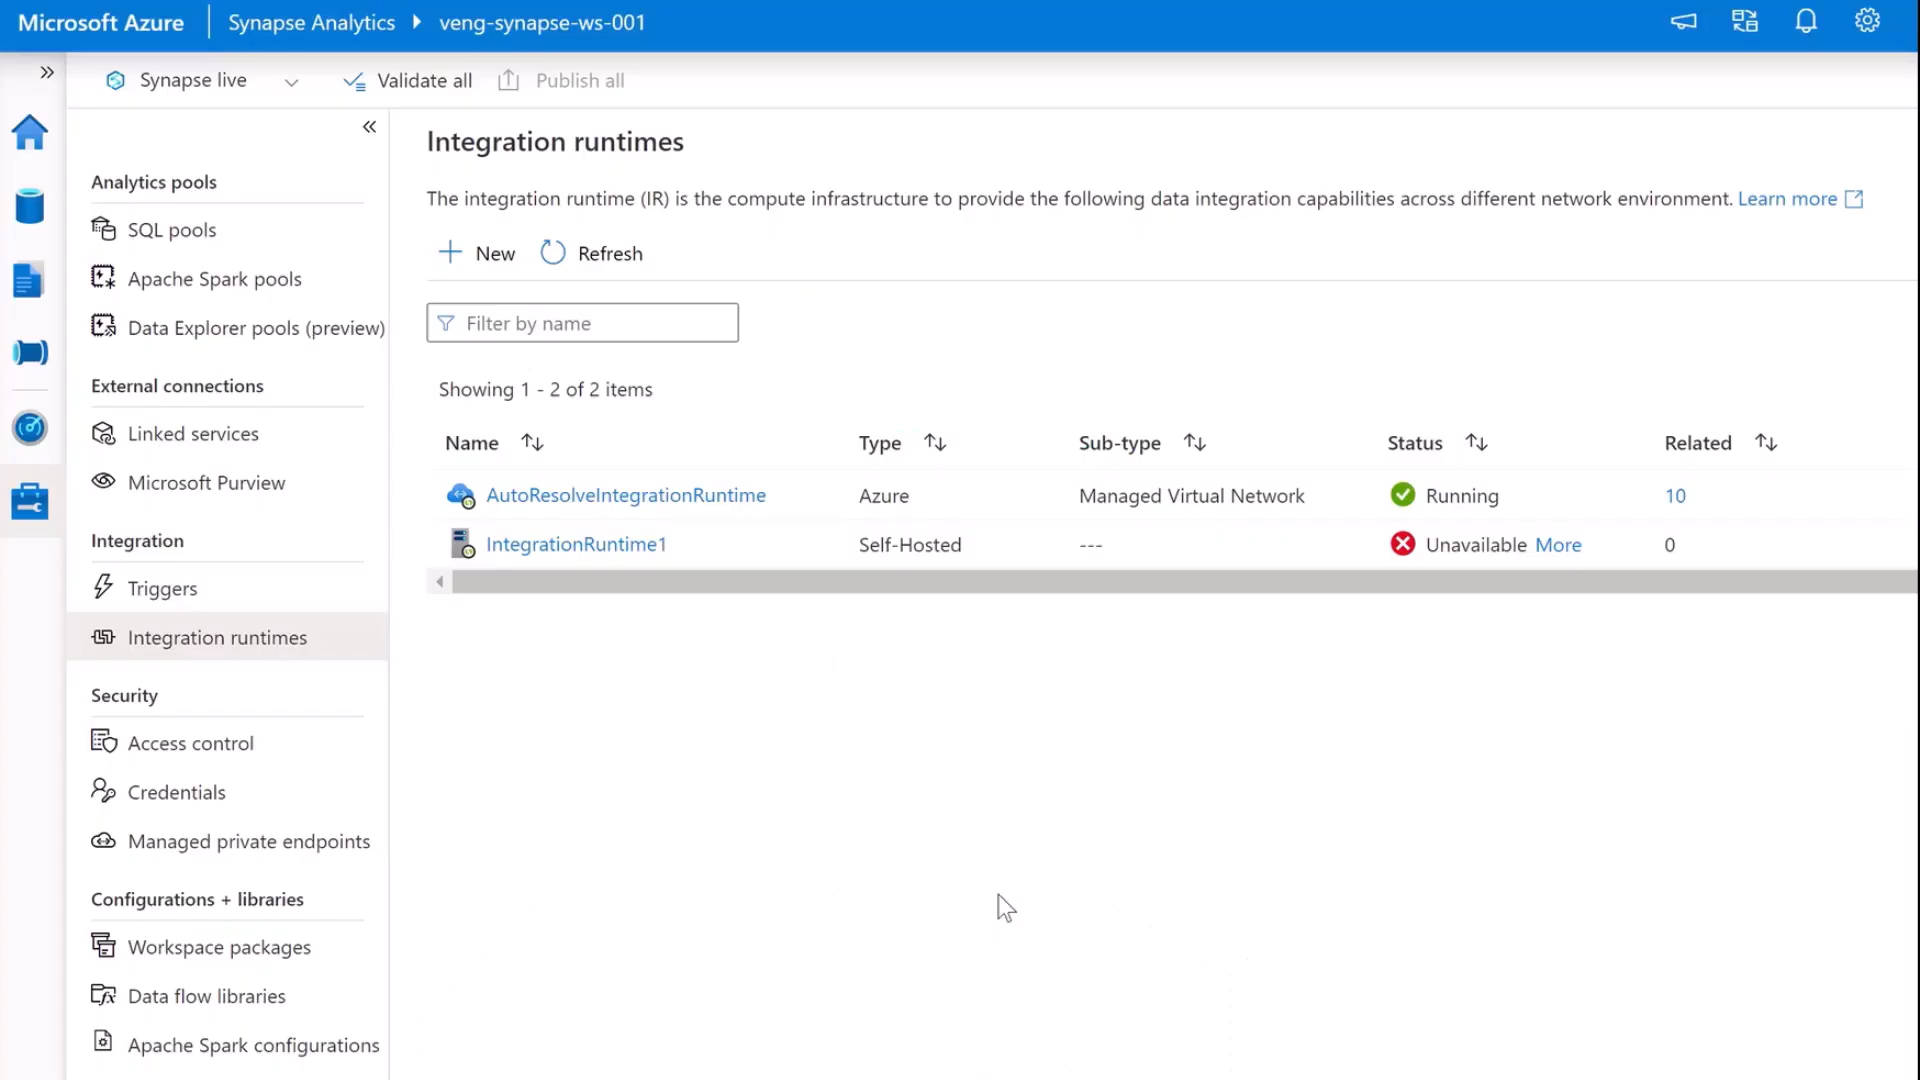 Microsoft Azure
Synapse Analytics
veng-synapse-ws-001
Synapse live
Validate all
Publish all
Analytics pools
SQL pools
Apache Spark pools
Data Explorer pools (preview)
External connections
Linked services
Microsoft Purview
Integration
Triggers
Integration runtimes
Security
Access control
Credentials
Managed private endpoints
Configurations + libraries
Workspace packages
Data flow libraries
Apache Spark configurations
Integration runtimes
The integration runtime (IR) is the compute infrastructure to provide the following data integration capabilities across different network environment. Learn more
New
Refresh
Filter by name
Showing 1 - 2 of 2 items
Name Type Sub-type Status Related
AutoResolveIntegrationRuntime Azure Managed Virtual Network Running 10
IntegrationRuntime1 Self-Hosted --- Unavailable More 0